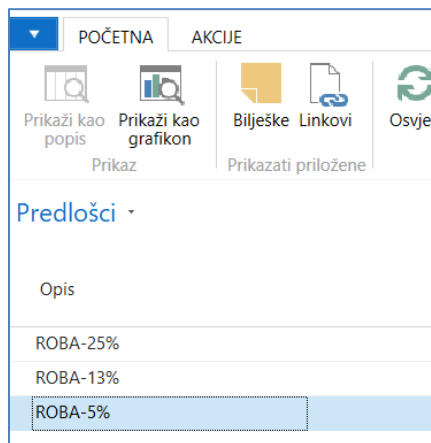 POČETNA AKCIJE
Prikaži kao popis
Prikaži kao grafikon
Bilješke Linkovi Osvje
Prikaz Prikazati priložene
Predlošci
Opis
ROBA-25%
ROBA-13%
ROBA-5%